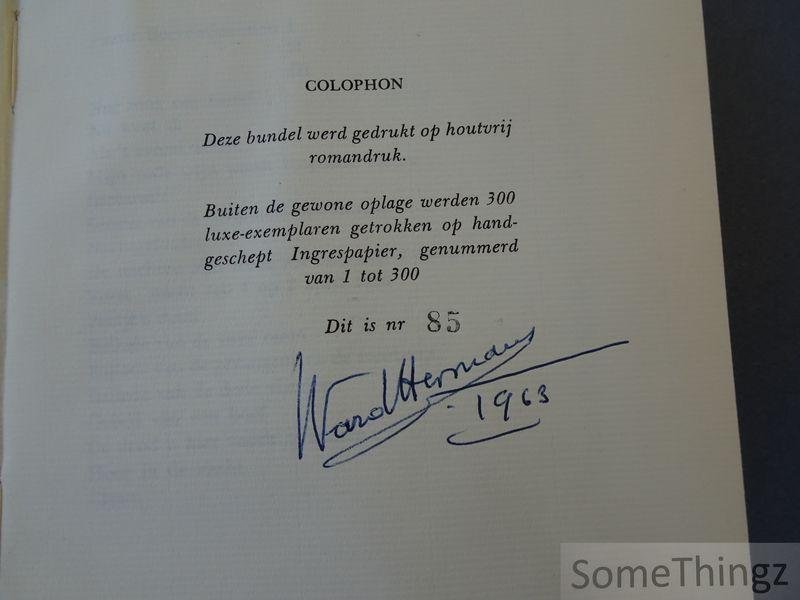 COLOPHON
Deze bundel werd gedrukt op houtvrij
romandruk.
Buiten de gewone oplage werden 300
luxe-exemplaren getrokken op hand-
geschept Ingrespapier, genummerd
van 1 tot 300
Dit is nr 85
Ward Hermans
- 1963
SomeThingz